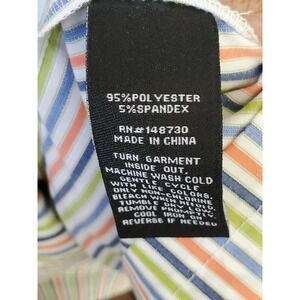 95%POLYESTER
5%SPANDEX
RN#148730
MADE IN CHINA
TURN GARMENT
INSIDE OUT,
MACHINE WASH COLD
GENTLE CYCLE
WITH LIKE COLORS,
ONLY NON-CHLORINE
BLEACH WHEN NEEDED,
TUMBLE DRY LOW,
REMOVE PROMPTLY,
COOL IRON ON
REVERSE IF NEEDED